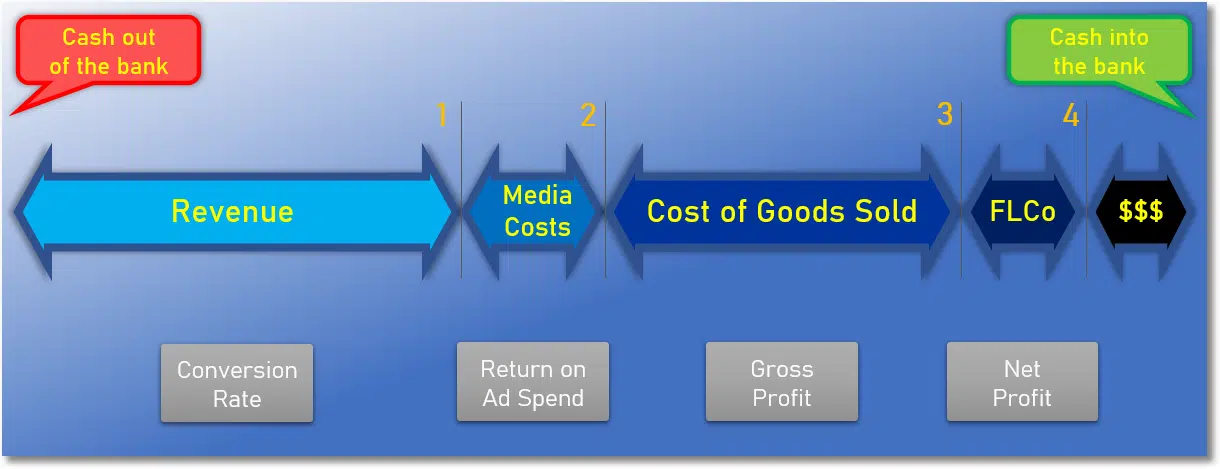 Cash out
of the bank
Cash into
the bank
1
2
3
4
Revenue
Media
Costs
Cost of Goods Sold
FLCo
$$$
Conversion
Rate
Return on
Ad Spend
Gross
Profit
Net
Profit